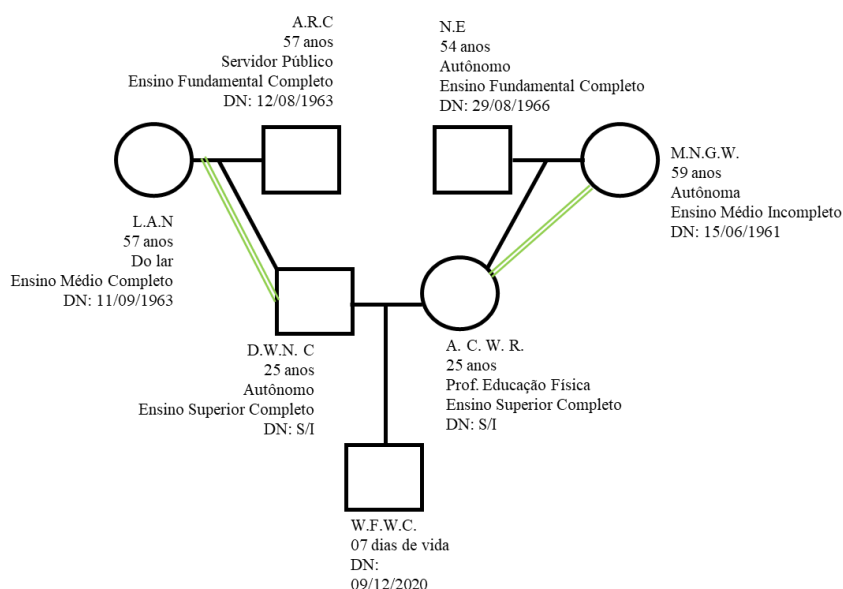 A.R.C
57 anos
Servidor Público
Ensino Fundamental Completo
DN: 12/08/1963
N.E
54 anos
Autônomo
Ensino Fundamental Completo
DN: 29/08/1966
L.A.N
57 anos
Do lar
Ensino Médio Completo
DN: 11/09/1963
M.N.G.W.
59 anos
Autônoma
Ensino Médio Incompleto
DN: 15/06/1961
D.W.N. C
25 anos
Autônomo
Ensino Superior Completo
DN: S/I
A. C. W. R.
25 anos
Prof. Educação Física
Ensino Superior Completo
DN: S/I
W.F.W.C.
07 dias de vida
DN:
09/12/2020